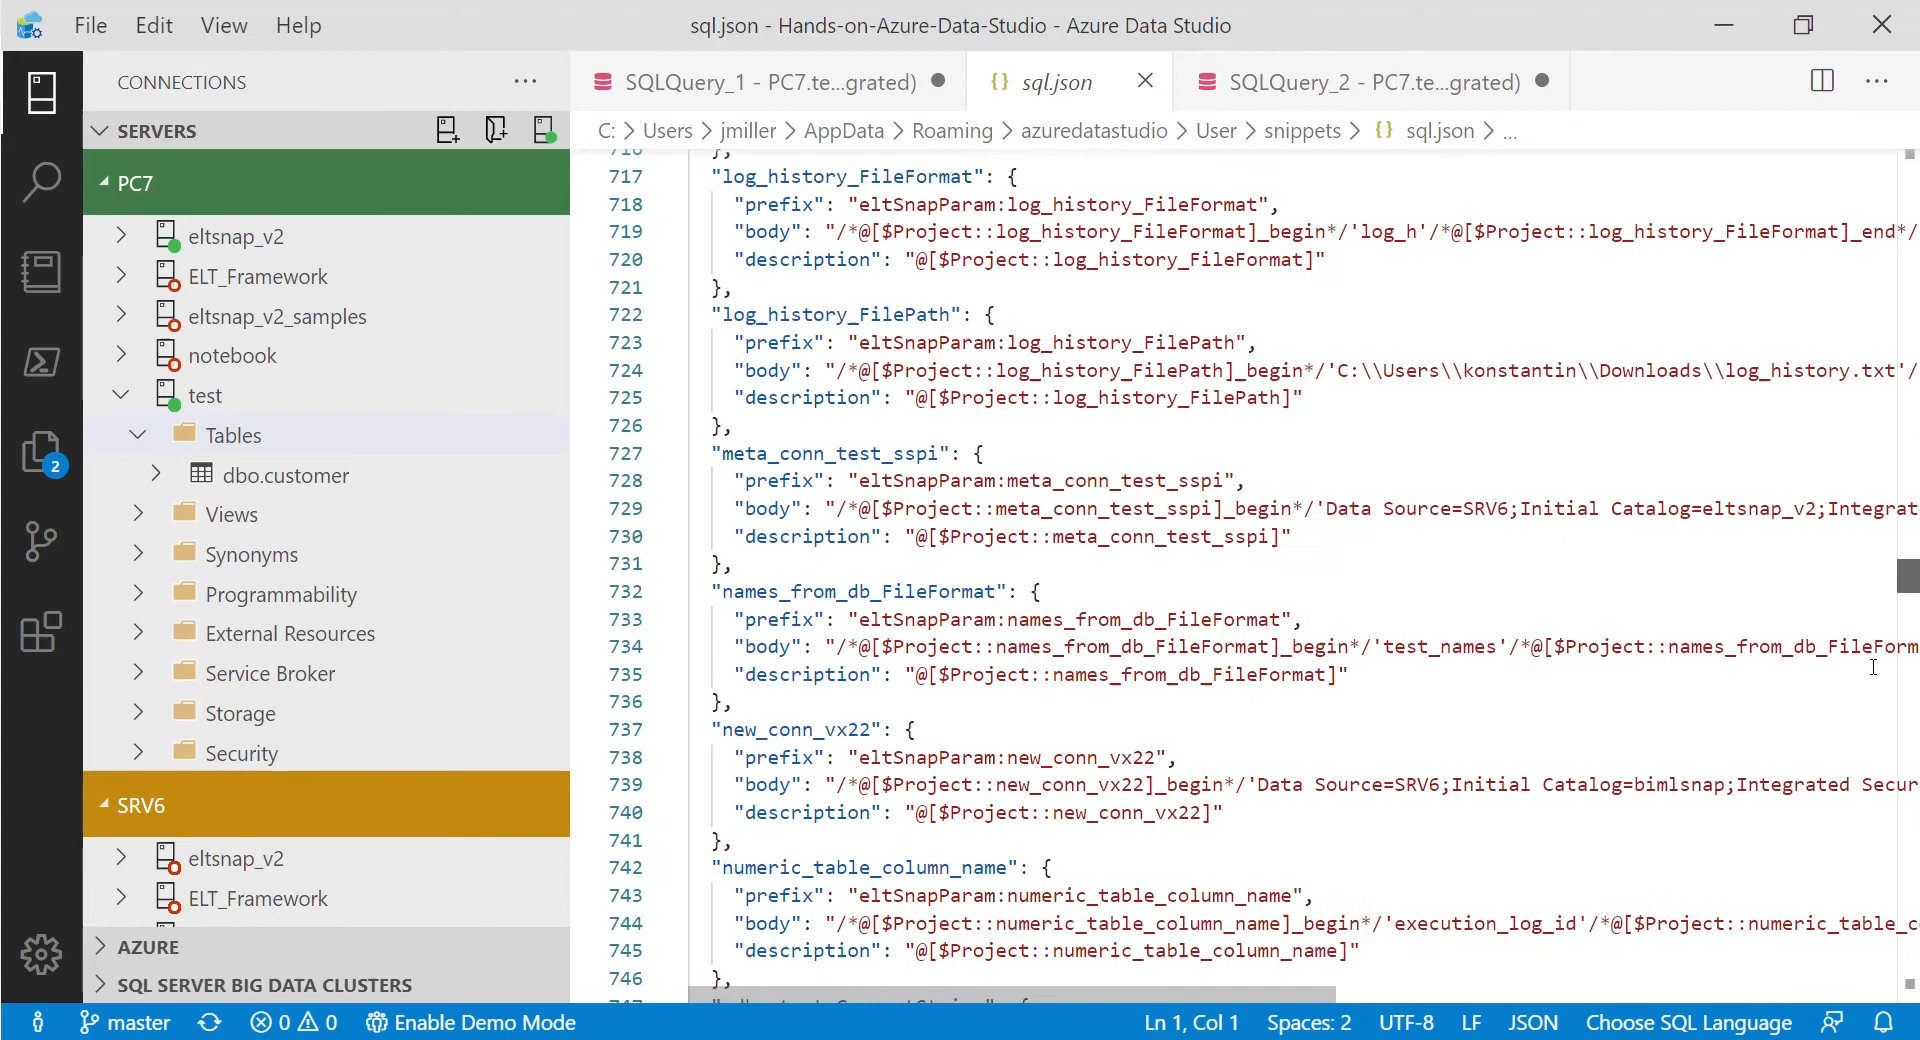 File Edit View Help
sql.json - Hands-on-Azure-Data-Studio - Azure Data Studio
CONNECTIONS
SERVERS
PC7
eltsnap_v2
ELT_Framework
eltsnap_v2_samples
notebook
test
Tables
dbo.customer
Views
Synonyms
Programmability
External Resources
Service Broker
Storage
Security
SRV6
eltsnap_v2
ELT_Framework
AZURE
SQL SERVER BIG DATA CLUSTERS
2
SQLQuery_1 - PC7.te...grated)
{} sql.json
SQLQuery_2 - PC7.te...grated)
C: > Users > jmiller > AppData > Roaming > azuredatastudio > User > snippets > {} sql.json > ...
716 },
717 "log_history_FileFormat": {
718 "prefix": "eltSnapParam:log_history_FileFormat",
719 "body": "/*@[$Project::log_history_FileFormat]_begin*/'log_h'/*@[$Project::log_history_FileFormat]_end*/
720 "description": "@[$Project::log_history_FileFormat]"
721 },
722 "log_history_FilePath": {
723 "prefix": "eltSnapParam:log_history_FilePath",
724 "body": "/*@[$Project::log_history_FilePath]_begin*/'C:\\Users\\konstantin\\Downloads\\log_history.txt'/
725 "description": "@[$Project::log_history_FilePath]"
726 },
727 "meta_conn_test_sspi": {
728 "prefix": "eltSnapParam:meta_conn_test_sspi",
729 "body": "/*@[$Project::meta_conn_test_sspi]_begin*/'Data Source=SRV6;Initial Catalog=eltsnap_v2;Integrat
730 "description": "@[$Project::meta_conn_test_sspi]"
731 },
732 "names_from_db_FileFormat": {
733 "prefix": "eltSnapParam:names_from_db_FileFormat",
734 "body": "/*@[$Project::names_from_db_FileFormat]_begin*/'test_names'/*@[$Project::names_from_db_FileForm
735 "description": "@[$Project::names_from_db_FileFormat]"
736 },
737 "new_conn_vx22": {
738 "prefix": "eltSnapParam:new_conn_vx22",
739 "body": "/*@[$Project::new_conn_vx22]_begin*/'Data Source=SRV6;Initial Catalog=bimlsnap;Integrated Secur
740 "description": "@[$Project::new_conn_vx22]"
741 },
742 "numeric_table_column_name": {
743 "prefix": "eltSnapParam:numeric_table_column_name",
744 "body": "/*@[$Project::numeric_table_column_name]_begin*/'execution_log_id'/*@[$Project::numeric_table_c
745 "description": "@[$Project::numeric_table_column_name]"
746 },
master 0 0 Enable Demo Mode Ln 1, Col 1 Spaces: 2 UTF-8 LF JSON Choose SQL Language